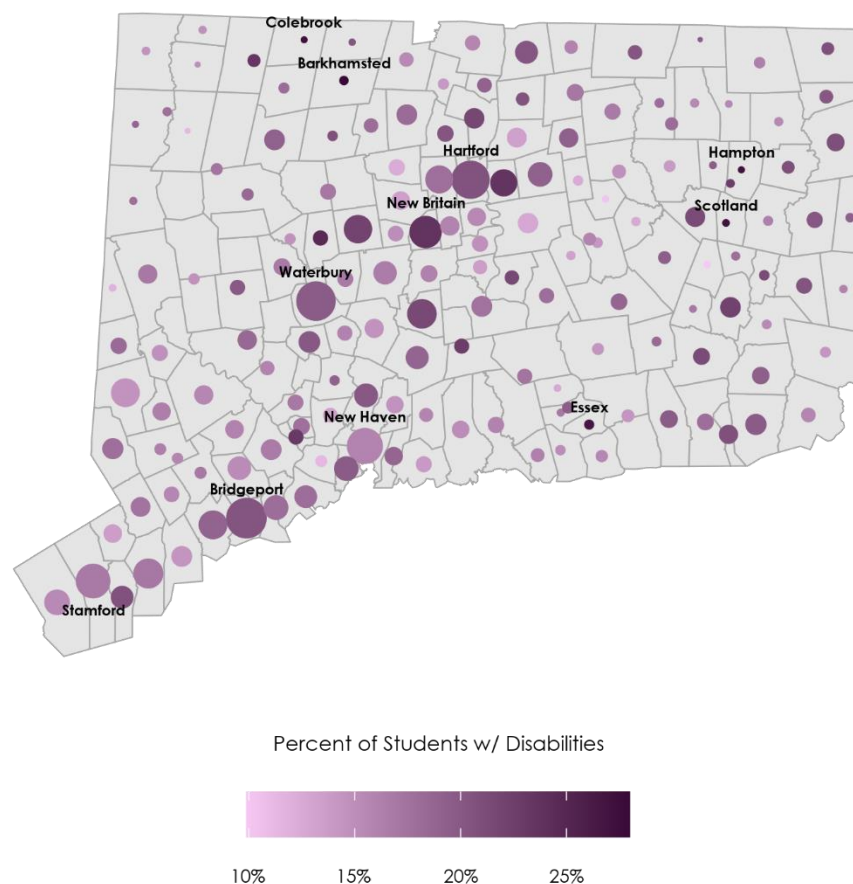 Colebrook
Barkhamsted
Hartford
Hampton
New Britain
Scotland
Waterbury
Essex
New Haven
Bridgeport
Stamford
Percent of Students w/ Disabilities
10% 15% 20% 25%